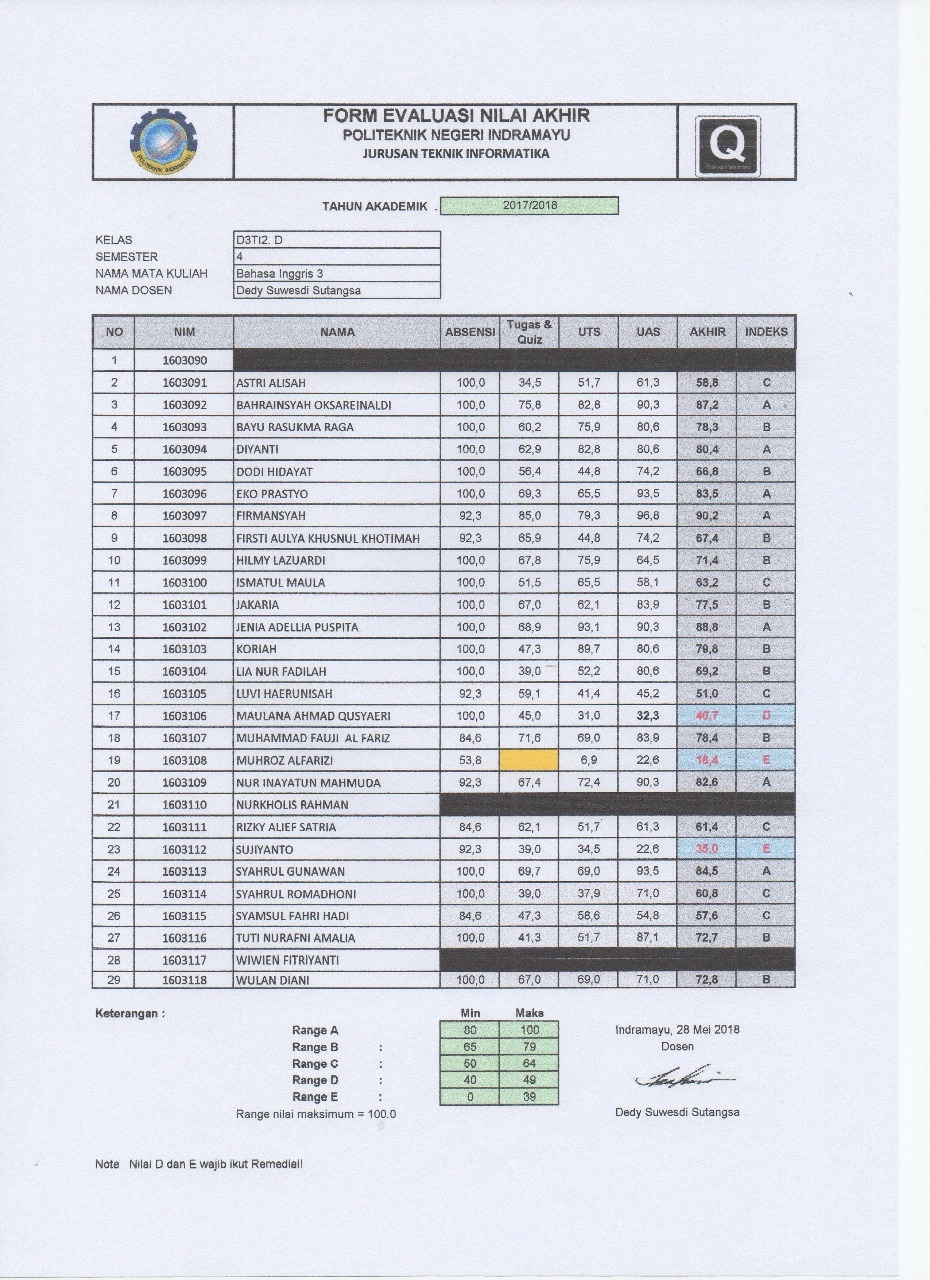 FORM EVALUASI NILAI AKHIR
POLITEKNIK NEGERI INDRAMAYU
JURUSAN TEKNIK INFORMATIKA
POLITEKNIK INDRAMAYU
Q
TAHUN AKADEMIK : 2017/2018
KELAS D3TI2. D
SEMESTER 4
NAMA MATA KULIAH Bahasa Inggris 3
NAMA DOSEN Dedy Suwesdi Sutangsa
NO NIM NAMA ABSENSI Tugas & Quiz UTS UAS AKHIR INDEKS
1 1603090
2 1603091 ASTRI ALISAH 100,0 34,5 51,7 61,3 58,8 C
3 1603092 BAHRAINSYAH OKSAREINALDI 100,0 75,8 82,8 90,3 87,2 A
4 1603093 BAYU RASUKMA RAGA 100,0 60,2 75,9 80,6 78,3 B
5 1603094 DIYANTI 100,0 62,9 82,8 80,6 80,4 A
6 1603095 DODI HIDAYAT 100,0 56,4 44,8 74,2 66,8 B
7 1603096 EKO PRASTYO 100,0 69,3 65,5 93,5 83,5 A
8 1603097 FIRMANSYAH 92,3 85,0 79,3 96,8 90,2 A
9 1603098 FIRSTI AULYA KHUSNUL KHOTIMAH 92,3 65,9 44,8 74,2 67,4 B
10 1603099 HILMY LAZUARDI 100,0 67,8 75,9 64,5 71,4 B
11 1603100 ISMATUL MAULA 100,0 51,5 65,5 58,1 63,2 C
12 1603101 JAKARIA 100,0 67,0 62,1 83,9 77,5 B
13 1603102 JENIA ADELLIA PUSPITA 100,0 68,9 93,1 90,3 88,8 A
14 1603103 KORIAH 100,0 47,3 89,7 80,6 79,8 B
15 1603104 LIA NUR FADILAH 100,0 39,0 52,2 80,6 69,2 B
16 1603105 LUVI HAERUNISAH 92,3 59,1 41,4 45,2 51,0 C
17 1603106 MAULANA AHMAD QUSYAERI 100,0 45,0 31,0 32,3 40,7 D
18 1603107 MUHAMMAD FAUJI AL FARIZ 84,6 71,6 69,0 83,9 78,4 B
19 1603108 MUHROZ ALFARIZI 53,8 6,9 22,6 18,4 E
20 1603109 NUR INAYATUN MAHMUDA 92,3 67,4 72,4 90,3 82,6 A
21 1603110 NURKHOLIS RAHMAN
22 1603111 RIZKY ALIEF SATRIA 84,6 62,1 51,7 61,3 61,4 C
23 1603112 SUJIYANTO 92,3 39,0 34,5 22,6 35,0 E
24 1603113 SYAHRUL GUNAWAN 100,0 69,7 69,0 93,5 84,5 A
25 1603114 SYAHRUL ROMADHONI 100,0 39,0 37,9 71,0 60,8 C
26 1603115 SYAMSUL FAHRI HADI 84,6 47,3 58,6 54,8 57,6 C
27 1603116 TUTI NURAFNI AMALIA 100,0 41,3 51,7 87,1 72,7 B
28 1603117 WIWIEN FITRIYANTI
29 1603118 WULAN DIANI 100,0 67,0 69,0 71,0 72,8 B
Keterangan :
Min Maks
Range A 80 100
Range B : 65 79
Range C : 50 64
Range D : 40 49
Range E : 0 39
Range nilai maksimum = 100.0
Indramayu, 28 Mei 2018
Dosen
Dedy Suwesdi Sutangsa
Note Nilai D dan E wajib ikut Remedial!